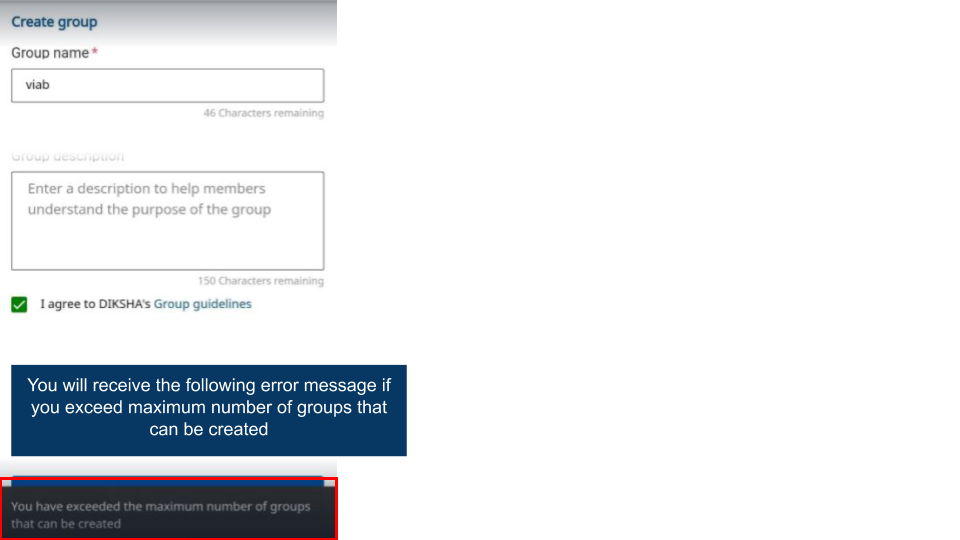 Create group
Group name *
viab
46 Characters remaining
Group description
Enter a description to help members
understand the purpose of the group
150 Characters remaining
I agree to DIKSHA's Group guidelines
You will receive the following error message if
you exceed maximum number of groups that
can be created
You have exceeded the maximum number of groups
that can be created